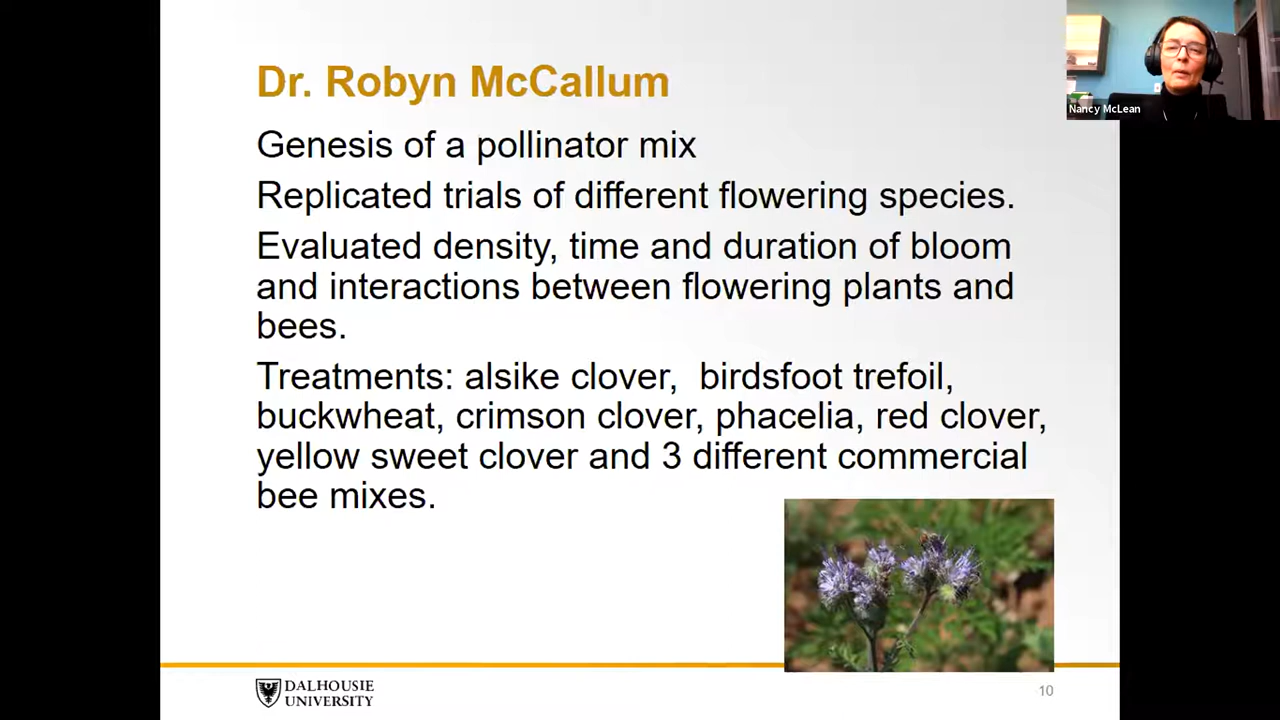 Dr. Robyn McCallum
Genesis of a pollinator mix
Replicated trials of different flowering species.
Evaluated density, time and duration of bloom
and interactions between flowering plants and
bees.
Treatments: alsike clover,  birdsfoot trefoil,
buckwheat, crimson clover, phacelia, red clover,
yellow sweet clover and 3 different commercial
bee mixes.
DALHOUSIE
UNIVERSITY
10
Nancy McLean